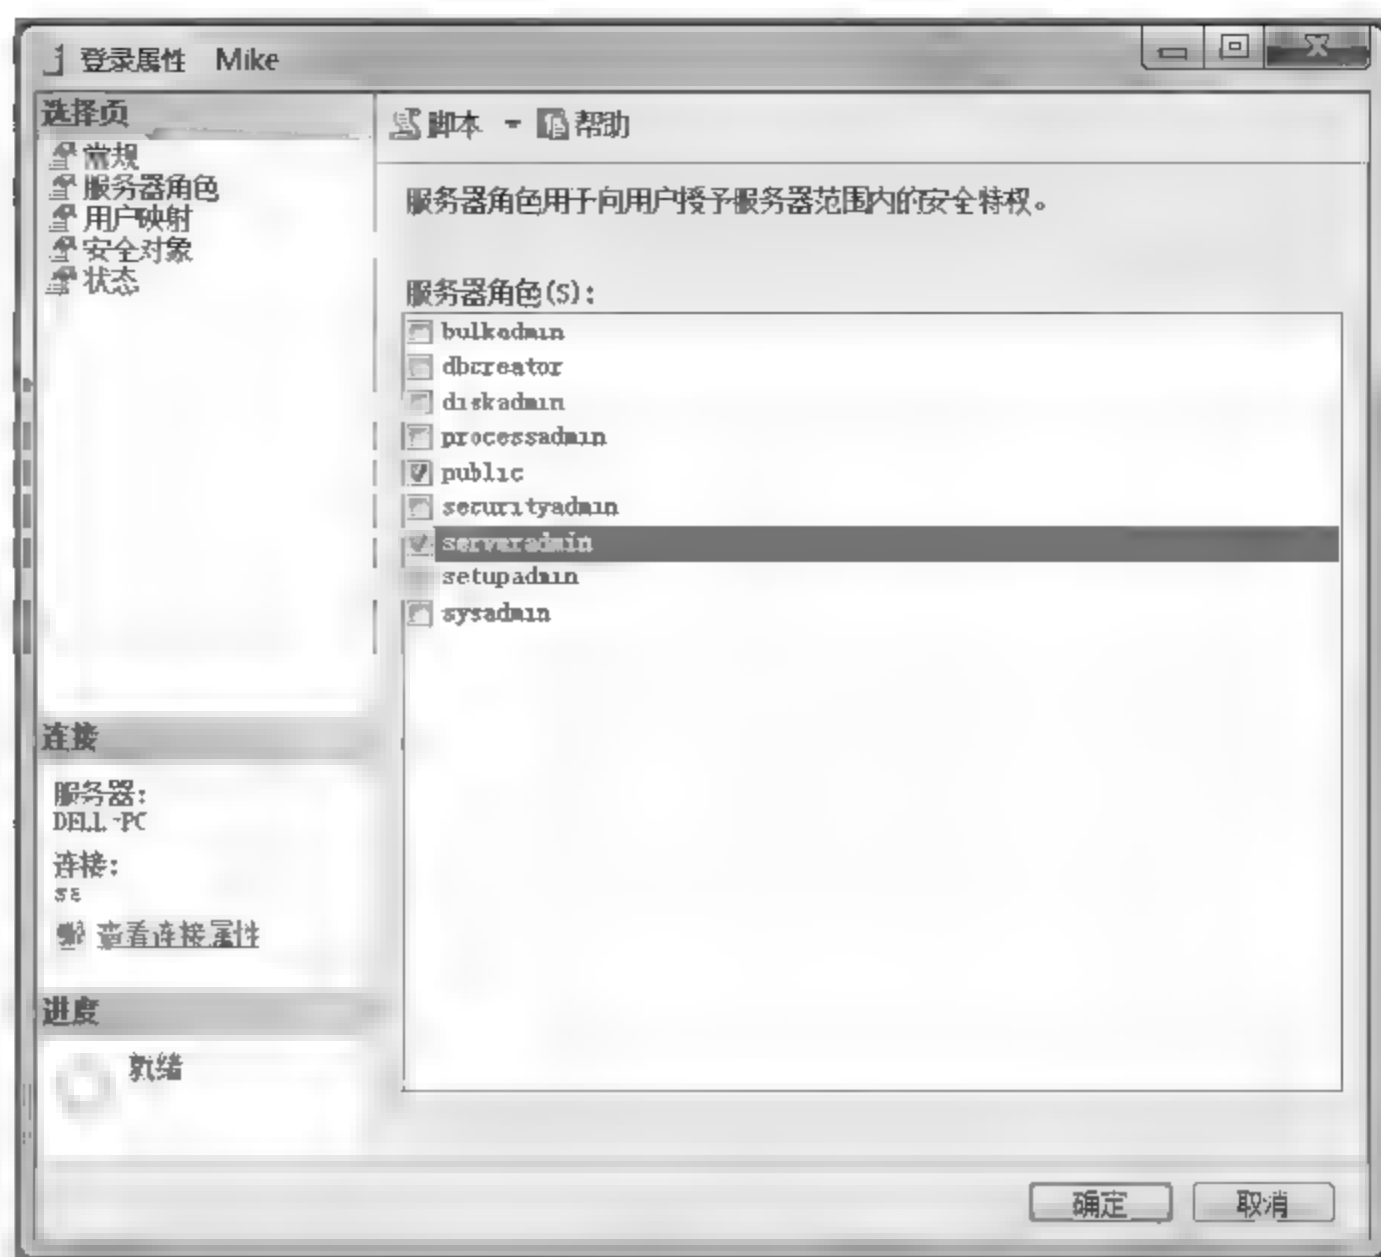 登录属性 Mike
选择页
常规
服务器角色
用户映射
安全对象
状态
脚本 帮助
服务器角色用于向用户授予服务器范围内的安全特权。
服务器角色(S):
bulkadmin
dbcreator
diskadmin
processadmin
public
securityadmin
serveradmin
setupadmin
sysadmin
连接
服务器:
DELL-PC
连接:
sa
查看连接属性
进度
就绪
确定
取消